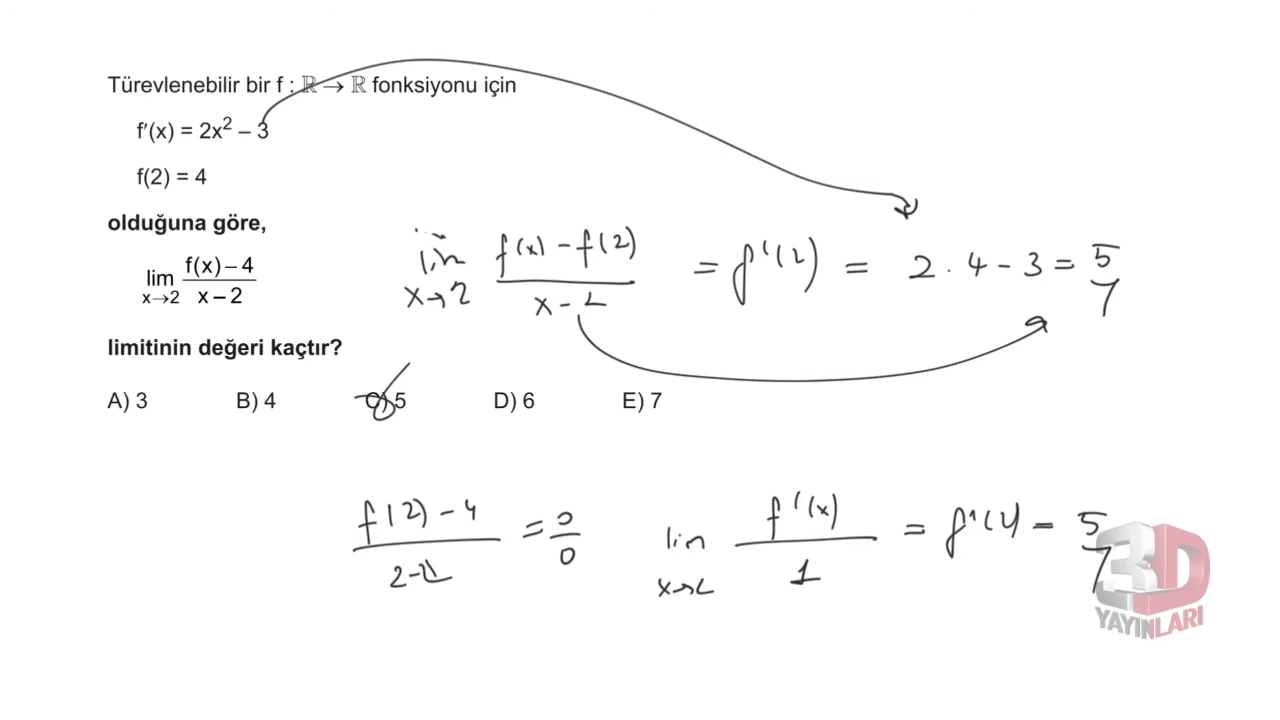 Türevlenebilir bir f : ℝ → ℝ fonksiyonu için
f'(x) = 2x² – 3
f(2) = 4
olduğuna göre,
lim x→2 (f(x) – 4)/(x – 2)
lim x→2 (f(x) – f(2))/(x – 2) = f'(2) = 2 . 4 – 3 = 5
limitinin değeri kaçtır?
A) 3 B) 4 C) 5 D) 6 E) 7
(f(2) – 4)/(2 – 2) = 0/0
lim x→2 f'(x)/1 = f'(2) = 5
3D
YAYINLARI